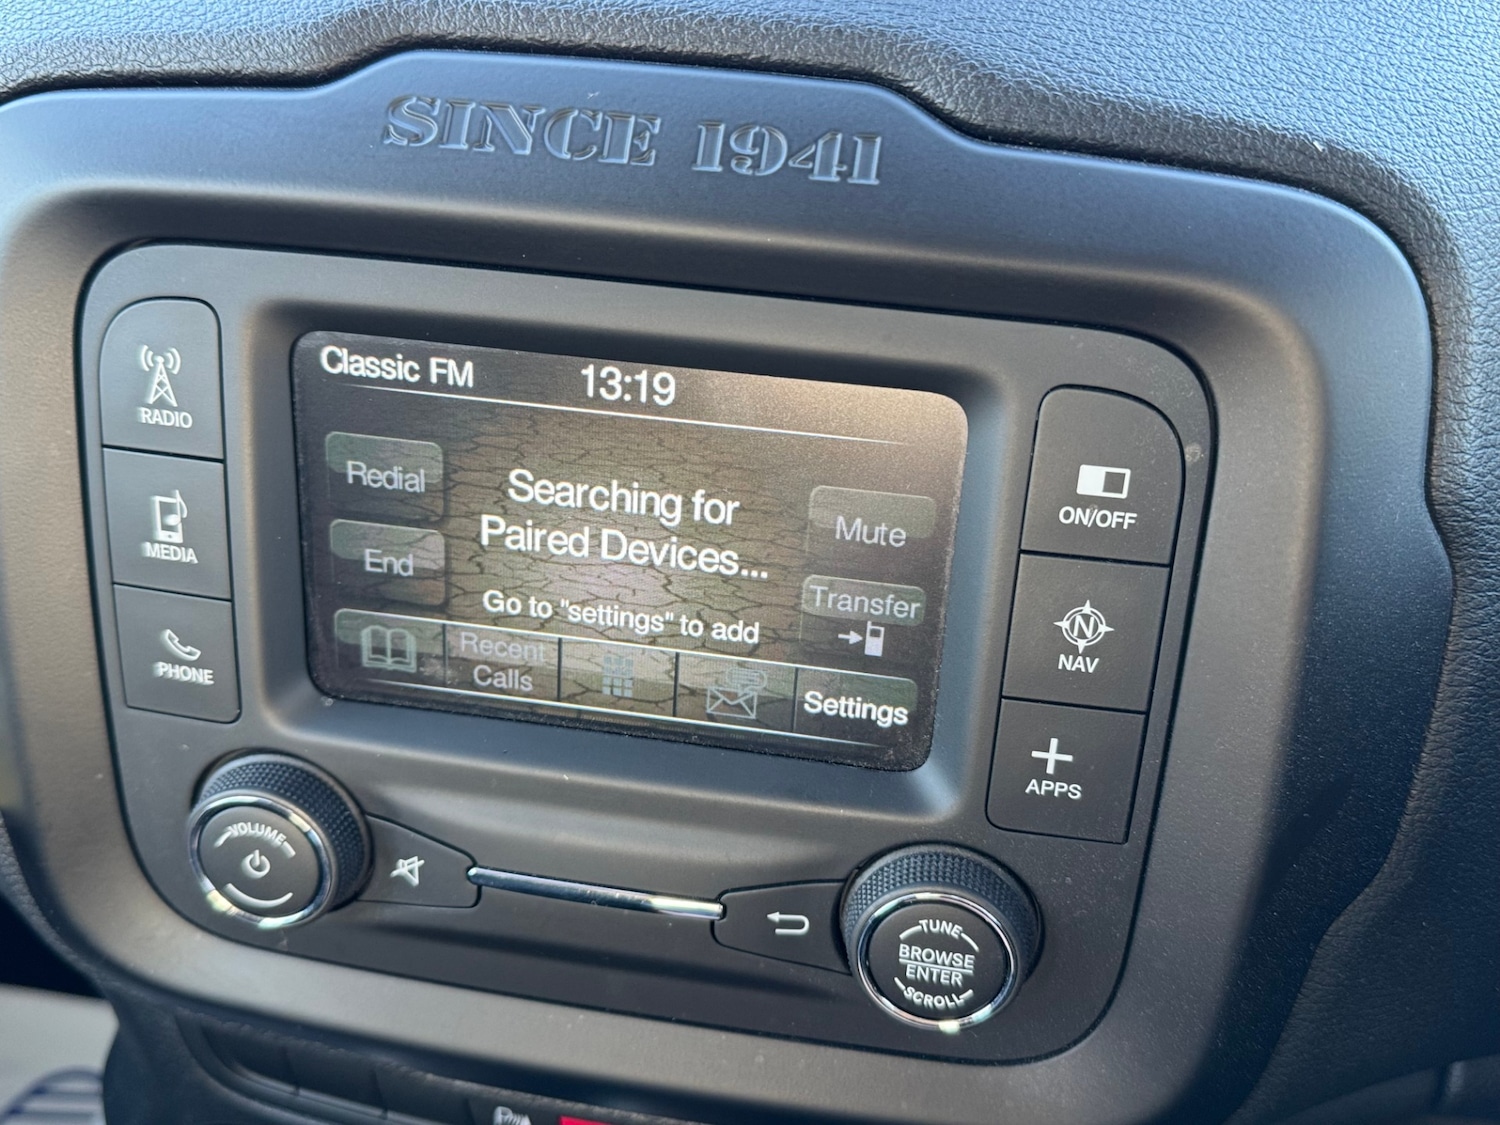 SINCE 1941
Classic FM
13:19
RADIO
MEDIA
PHONE
Redial
End
Searching for
Paired Devices...
Go to "settings" to add
Mute
Transfer
Recent
Calls
Settings
ON/OFF
N
NAV
APPS
VOLUME
TUNE
BROWSE
ENTER
SCROLL